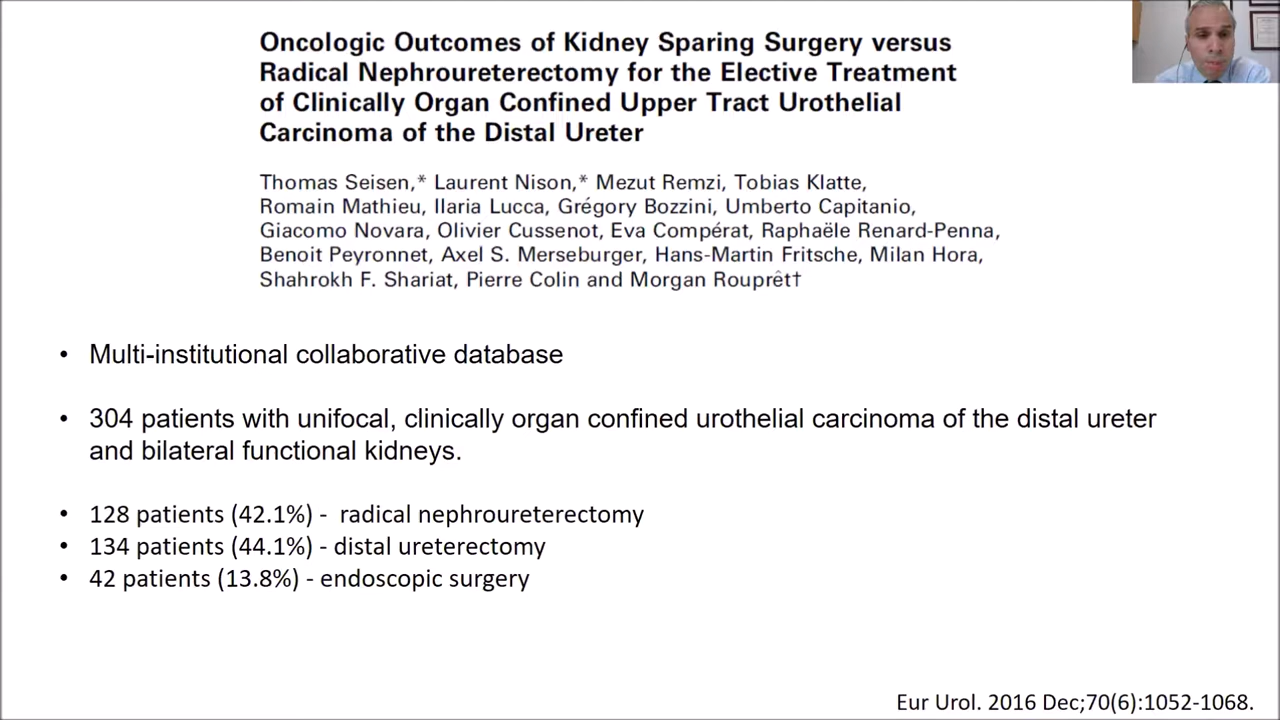 Oncologic Outcomes of Kidney Sparing Surgery versus
Radical Nephroureterectomy for the Elective Treatment
of Clinically Organ Confined Upper Tract Urothelial
Carcinoma of the Distal Ureter
Thomas Seisen,* Laurent Nison,* Mezut Remzi, Tobias Klatte,
Romain Mathieu, Ilaria Lucca, Grégory Bozzini, Umberto Capitanio,
Giacomo Novara, Olivier Cussenot, Eva Compérat, Raphaële Renard-Penna,
Benoit Peyronnet, Axel S. Merseburger, Hans-Martin Fritsche, Milan Hora,
Shahrokh F. Shariat, Pierre Colin and Morgan Rouprêt†
• Multi-institutional collaborative database
• 304 patients with unifocal, clinically organ confined urothelial carcinoma of the distal ureter
and bilateral functional kidneys.
• 128 patients (42.1%) - radical nephroureterectomy
• 134 patients (44.1%) - distal ureterectomy
• 42 patients (13.8%) - endoscopic surgery
Eur Urol. 2016 Dec;70(6):1052-1068.